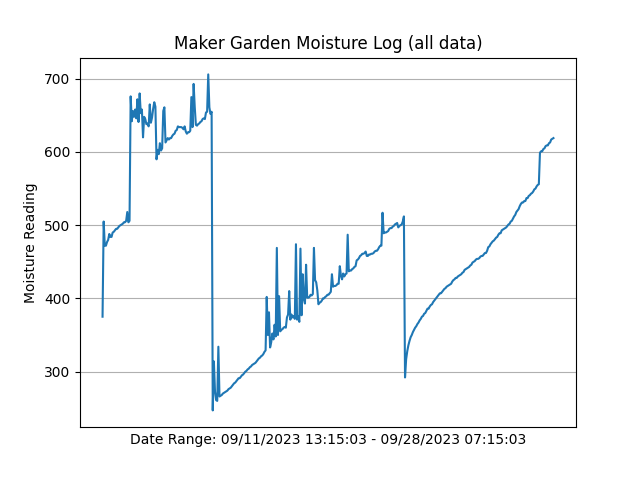 Maker Garden Moisture Log (all data)
700
600
500
400
300
Moisture Reading
Date Range: 09/11/2023 13:15:03 - 09/28/2023 07:15:03